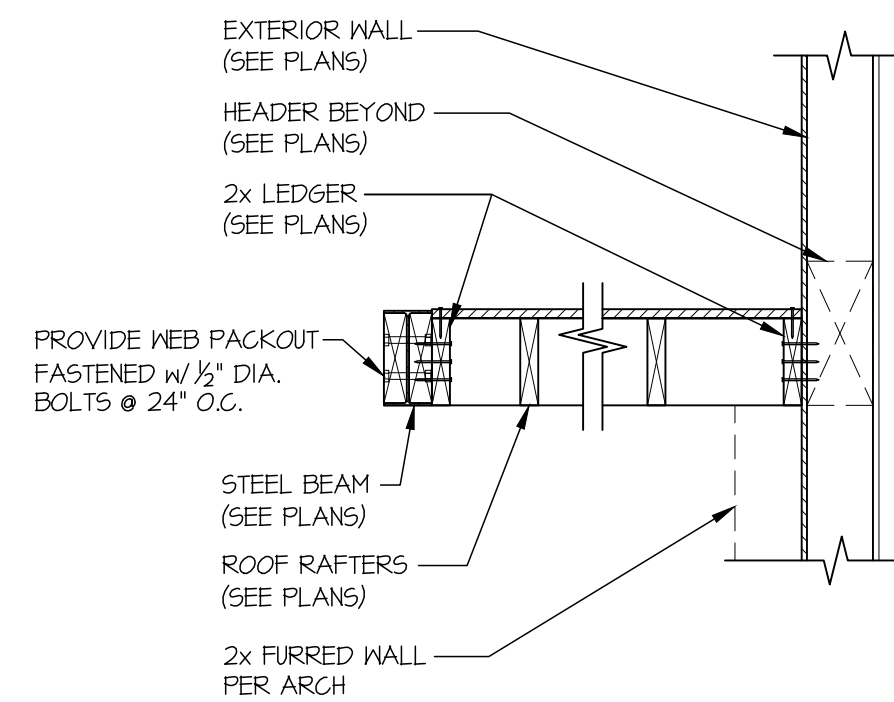 EXTERIOR WALL
(SEE PLANS)
HEADER BEYOND
(SEE PLANS)
2x LEDGER
(SEE PLANS)
PROVIDE WEB PACKOUT
FASTENED w/ ½" DIA.
BOLTS @ 24" O.C.
STEEL BEAM
(SEE PLANS)
ROOF RAFTERS
(SEE PLANS)
2x FURRED WALL
PER ARCH